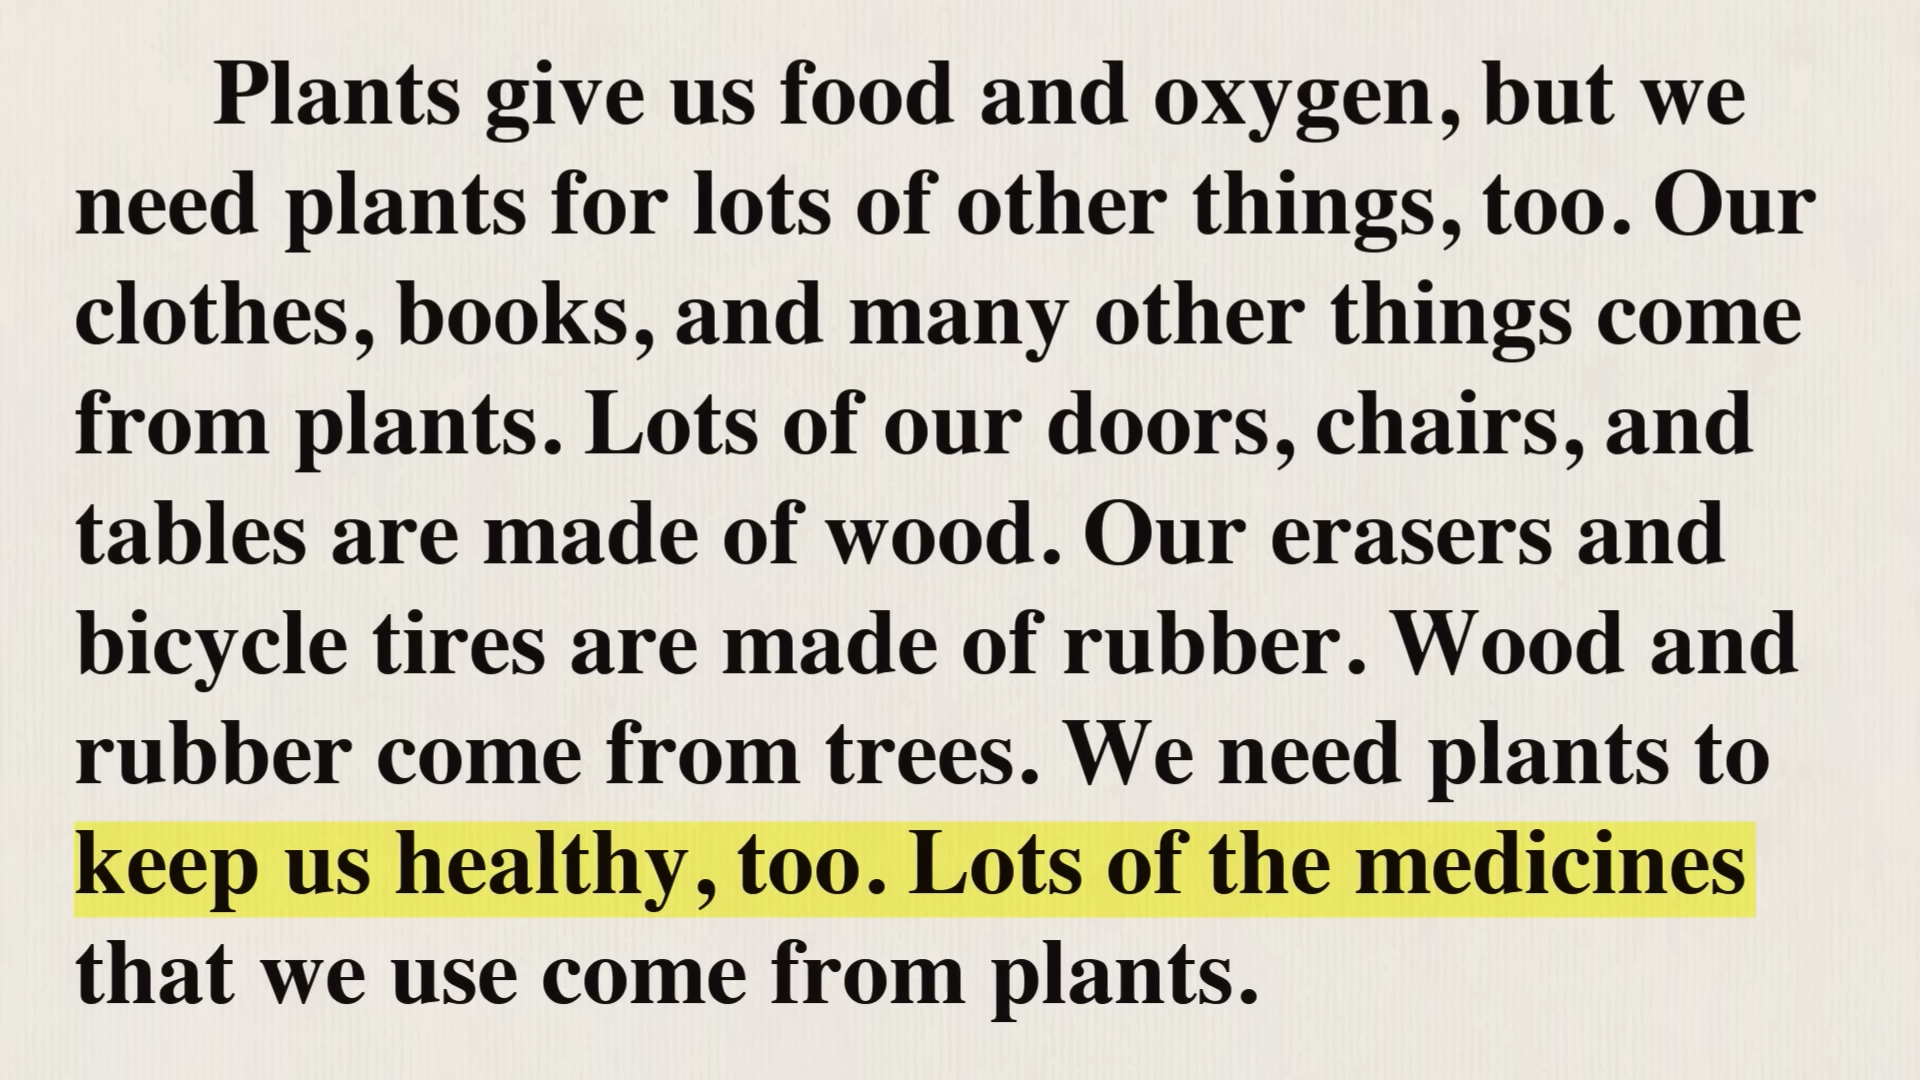 Plants give us food and oxygen, but we
need plants for lots of other things, too. Our
clothes, books, and many other things come
from plants. Lots of our doors, chairs, and
tables are made of wood. Our erasers and
bicycle tires are made of rubber. Wood and
rubber come from trees. We need plants to
keep us healthy, too. Lots of the medicines
that we use come from plants.